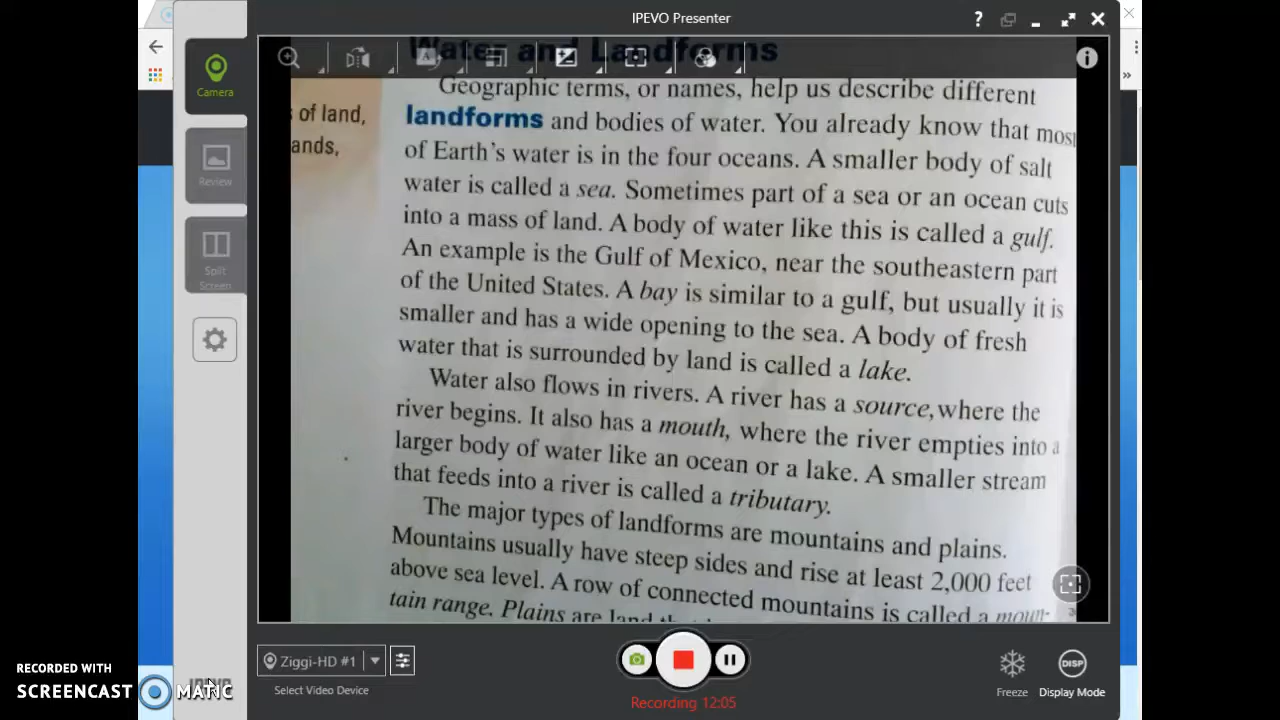 IPEVO Presenter
?
Camera
Review
Split
Screen
Water and Landforms
Geographic terms, or names, help us describe different
of land,
landforms and bodies of water. You already know that most
ands,
of Earth's water is in the four oceans. A smaller body of salt
water is called a sea. Sometimes part of a sea or an ocean cuts
into a mass of land. A body of water like this is called a gulf.
An example is the Gulf of Mexico, near the southeastern part
of the United States. A bay is similar to a gulf, but usually it is
smaller and has a wide opening to the sea. A body of fresh
water that is surrounded by land is called a lake.
Water also flows in rivers. A river has a source, where the
river begins. It also has a mouth, where the river empties into a
larger body of water like an ocean or a lake. A smaller stream
that feeds into a river is called a tributary.
The major types of landforms are mountains and plains.
Mountains usually have steep sides and rise at least 2,000 feet
above sea level. A row of connected mountains is called a moun-
tain range. Plains are land
Ziggi-HD #1
Select Video Device
Recording 12:05
Freeze
DISP
Display Mode
RECORDED WITH
SCREENCAST MATIC